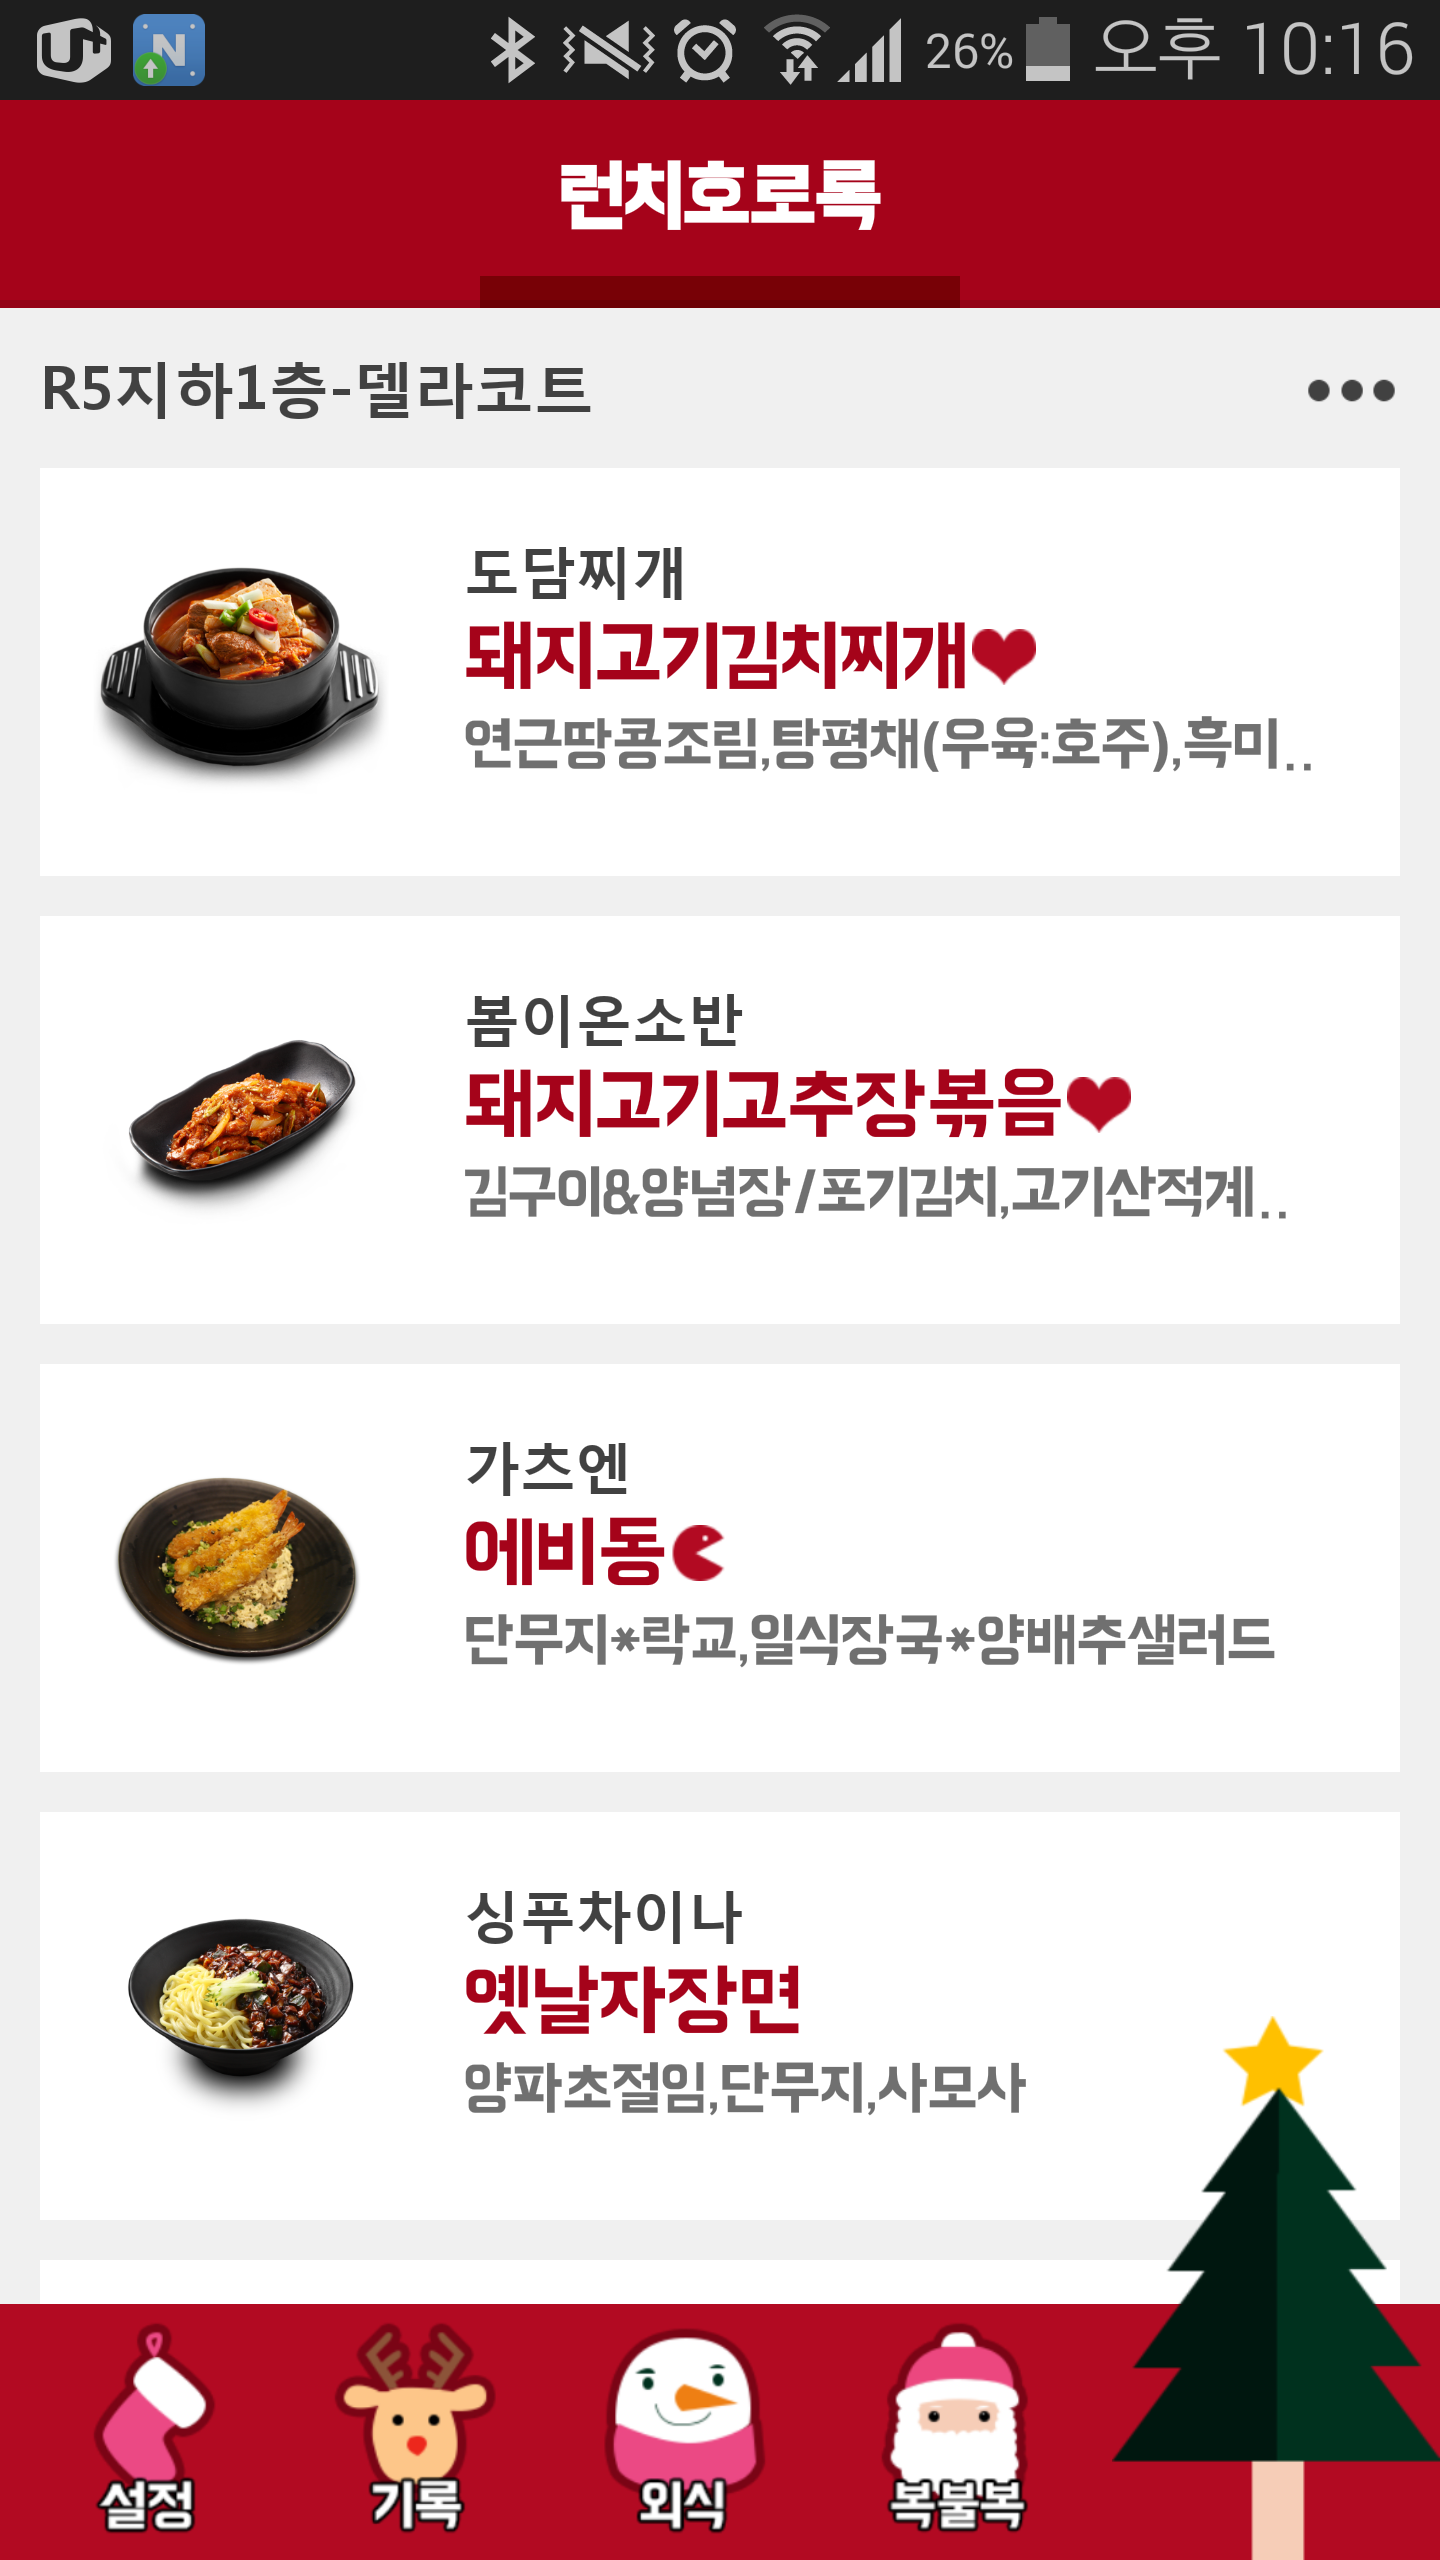 U+
N
26% 오후 10:16
런치호로록
R5지하1층-델라코트
도담찌개
돼지고기김치찌개
연근땅콩조림,탕평채(우육:호주),흑미..
봄이온소반
돼지고기고추장볶음
김구이&양념장/포기김치,고기산적계..
가츠엔
에비동
단무지*락교,일식장국*양배추샐러드
싱푸차이나
옛날자장면
양파초절임,단무지,사모사
설정
기록
외식
복불복